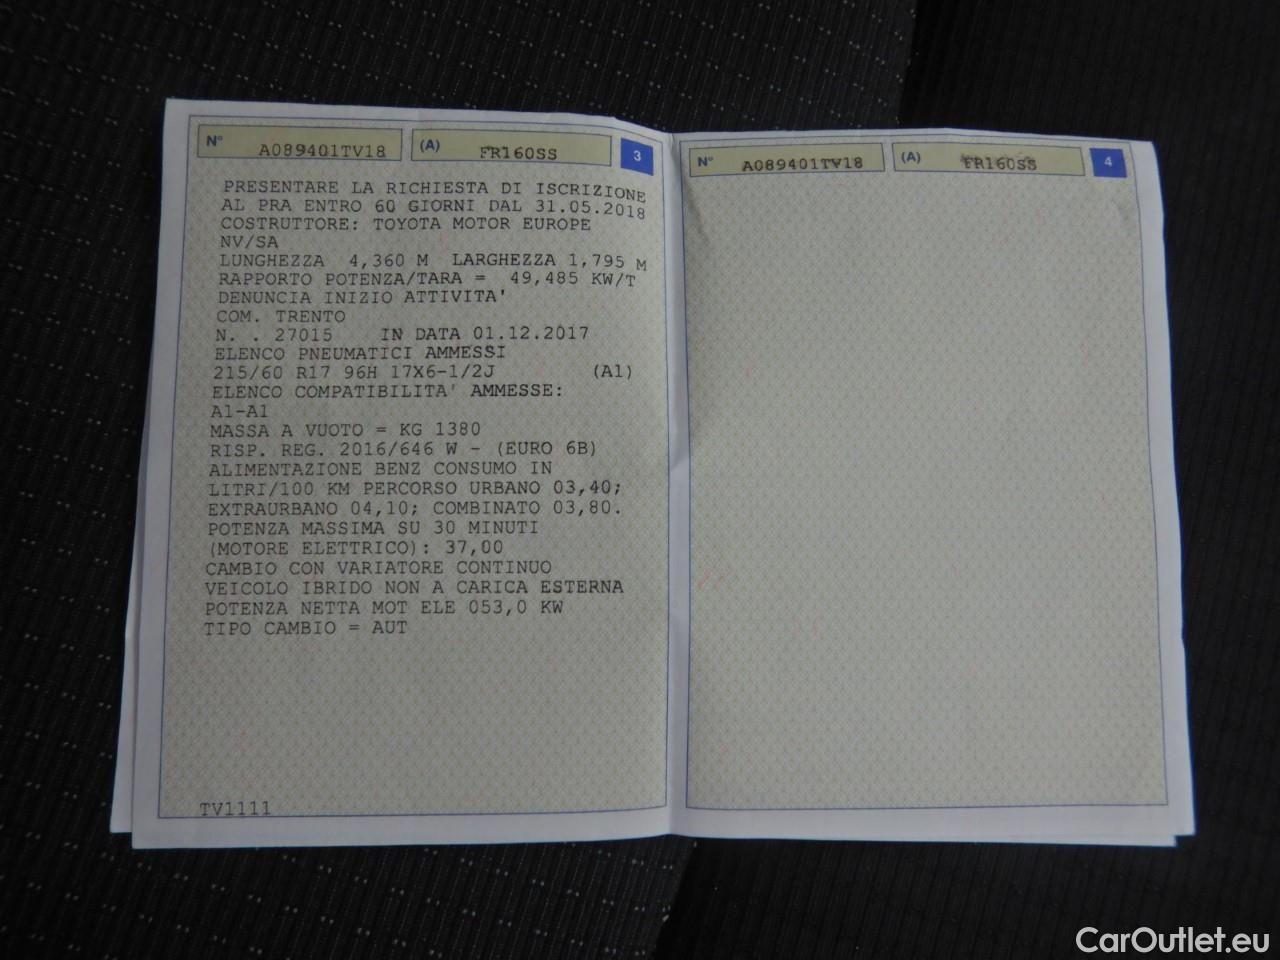 N° A089401TV18 (A) FR160SS 3
PRESENTARE LA RICHIESTA DI ISCRIZIONE
AL PRA ENTRO 60 GIORNI DAL 31.05.2018
COSTRUTTORE: TOYOTA MOTOR EUROPE
NV/SA
LUNGHEZZA 4,360 M LARGHEZZA 1,795 M
RAPPORTO POTENZA/TARA = 49,485 KW/T
DENUNCIA INIZIO ATTIVITA'
COM. TRENTO
N. . 27015 IN DATA 01.12.2017
ELENCO PNEUMATICI AMMESSI
215/60 R17 96H 17X6-1/2J (A1)
ELENCO COMPATIBILITA' AMMESSE:
A1-A1
MASSA A VUOTO = KG 1380
RISP. REG. 2016/646 W - (EURO 6B)
ALIMENTAZIONE BENZ CONSUMO IN
LITRI/100 KM PERCORSO URBANO 03,40;
EXTRAURBANO 04,10; COMBINATO 03,80.
POTENZA MASSIMA SU 30 MINUTI
(MOTORE ELETTRICO): 37,00
CAMBIO CON VARIATORE CONTINUO
VEICOLO IBRIDO NON A CARICA ESTERNA
POTENZA NETTA MOT ELE 053,0 KW
TIPO CAMBIO = AUT
TV1111
N° A089401TV18 (A) FR160SS 4
CarOutlet.eu